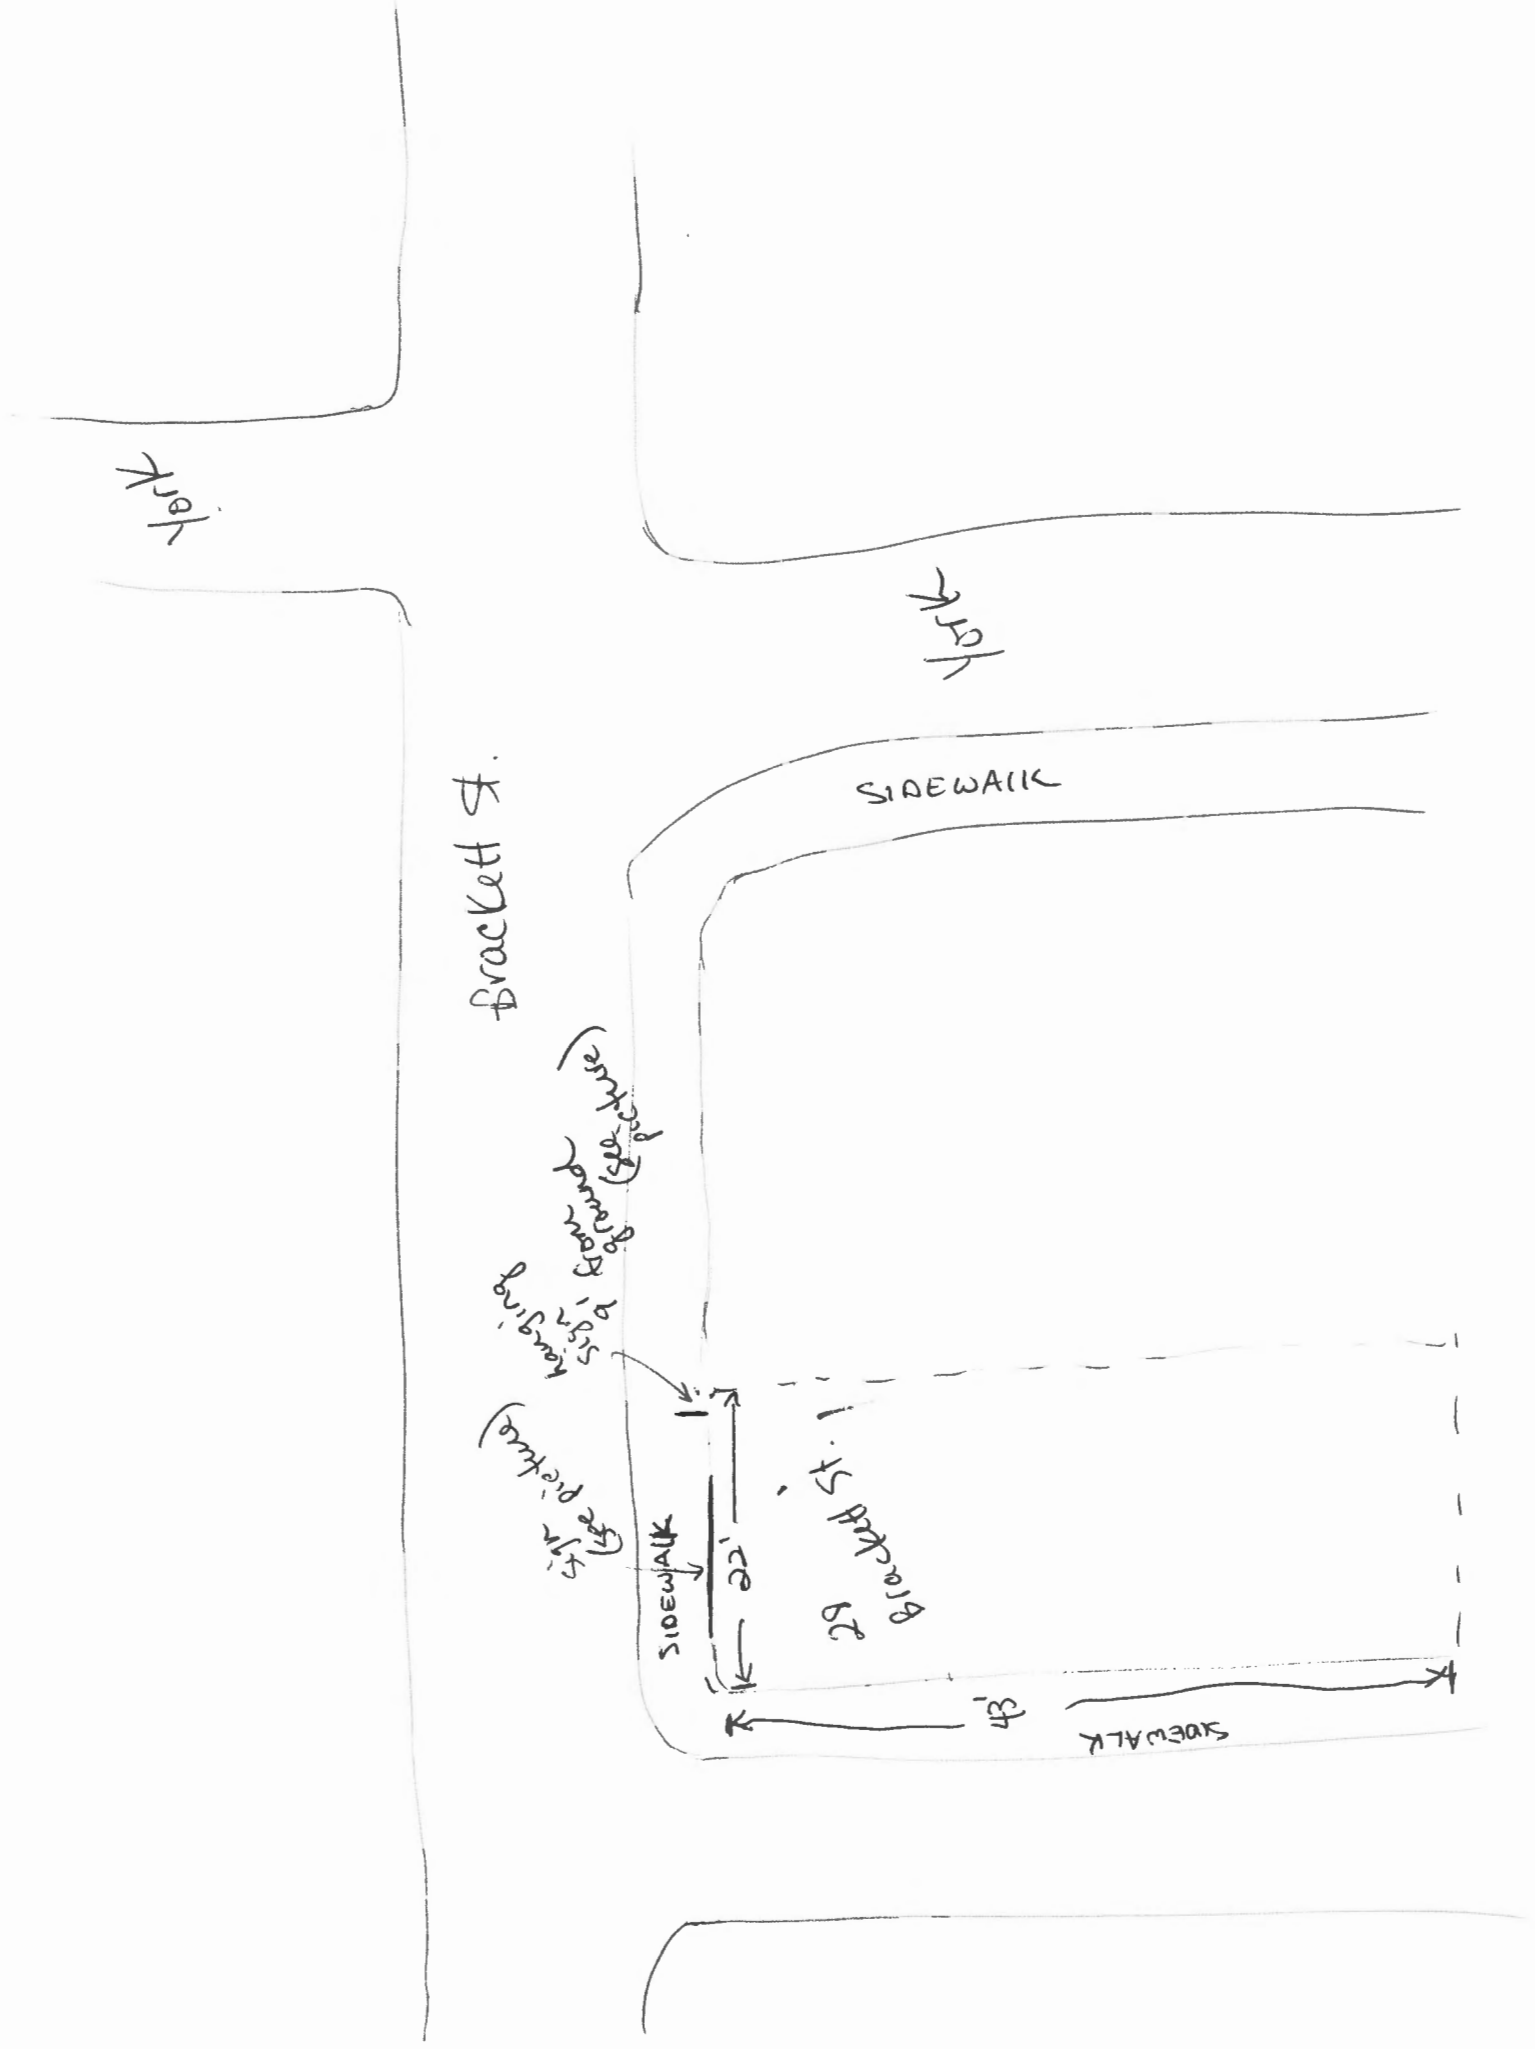 York
York
SIDEWALK
Brackett St.
hanging
sign
9' from
ground (see
picture)
sign
(see picture)
SIDEWALK
22'
29
Brackett St.
43'
SIDEWALK